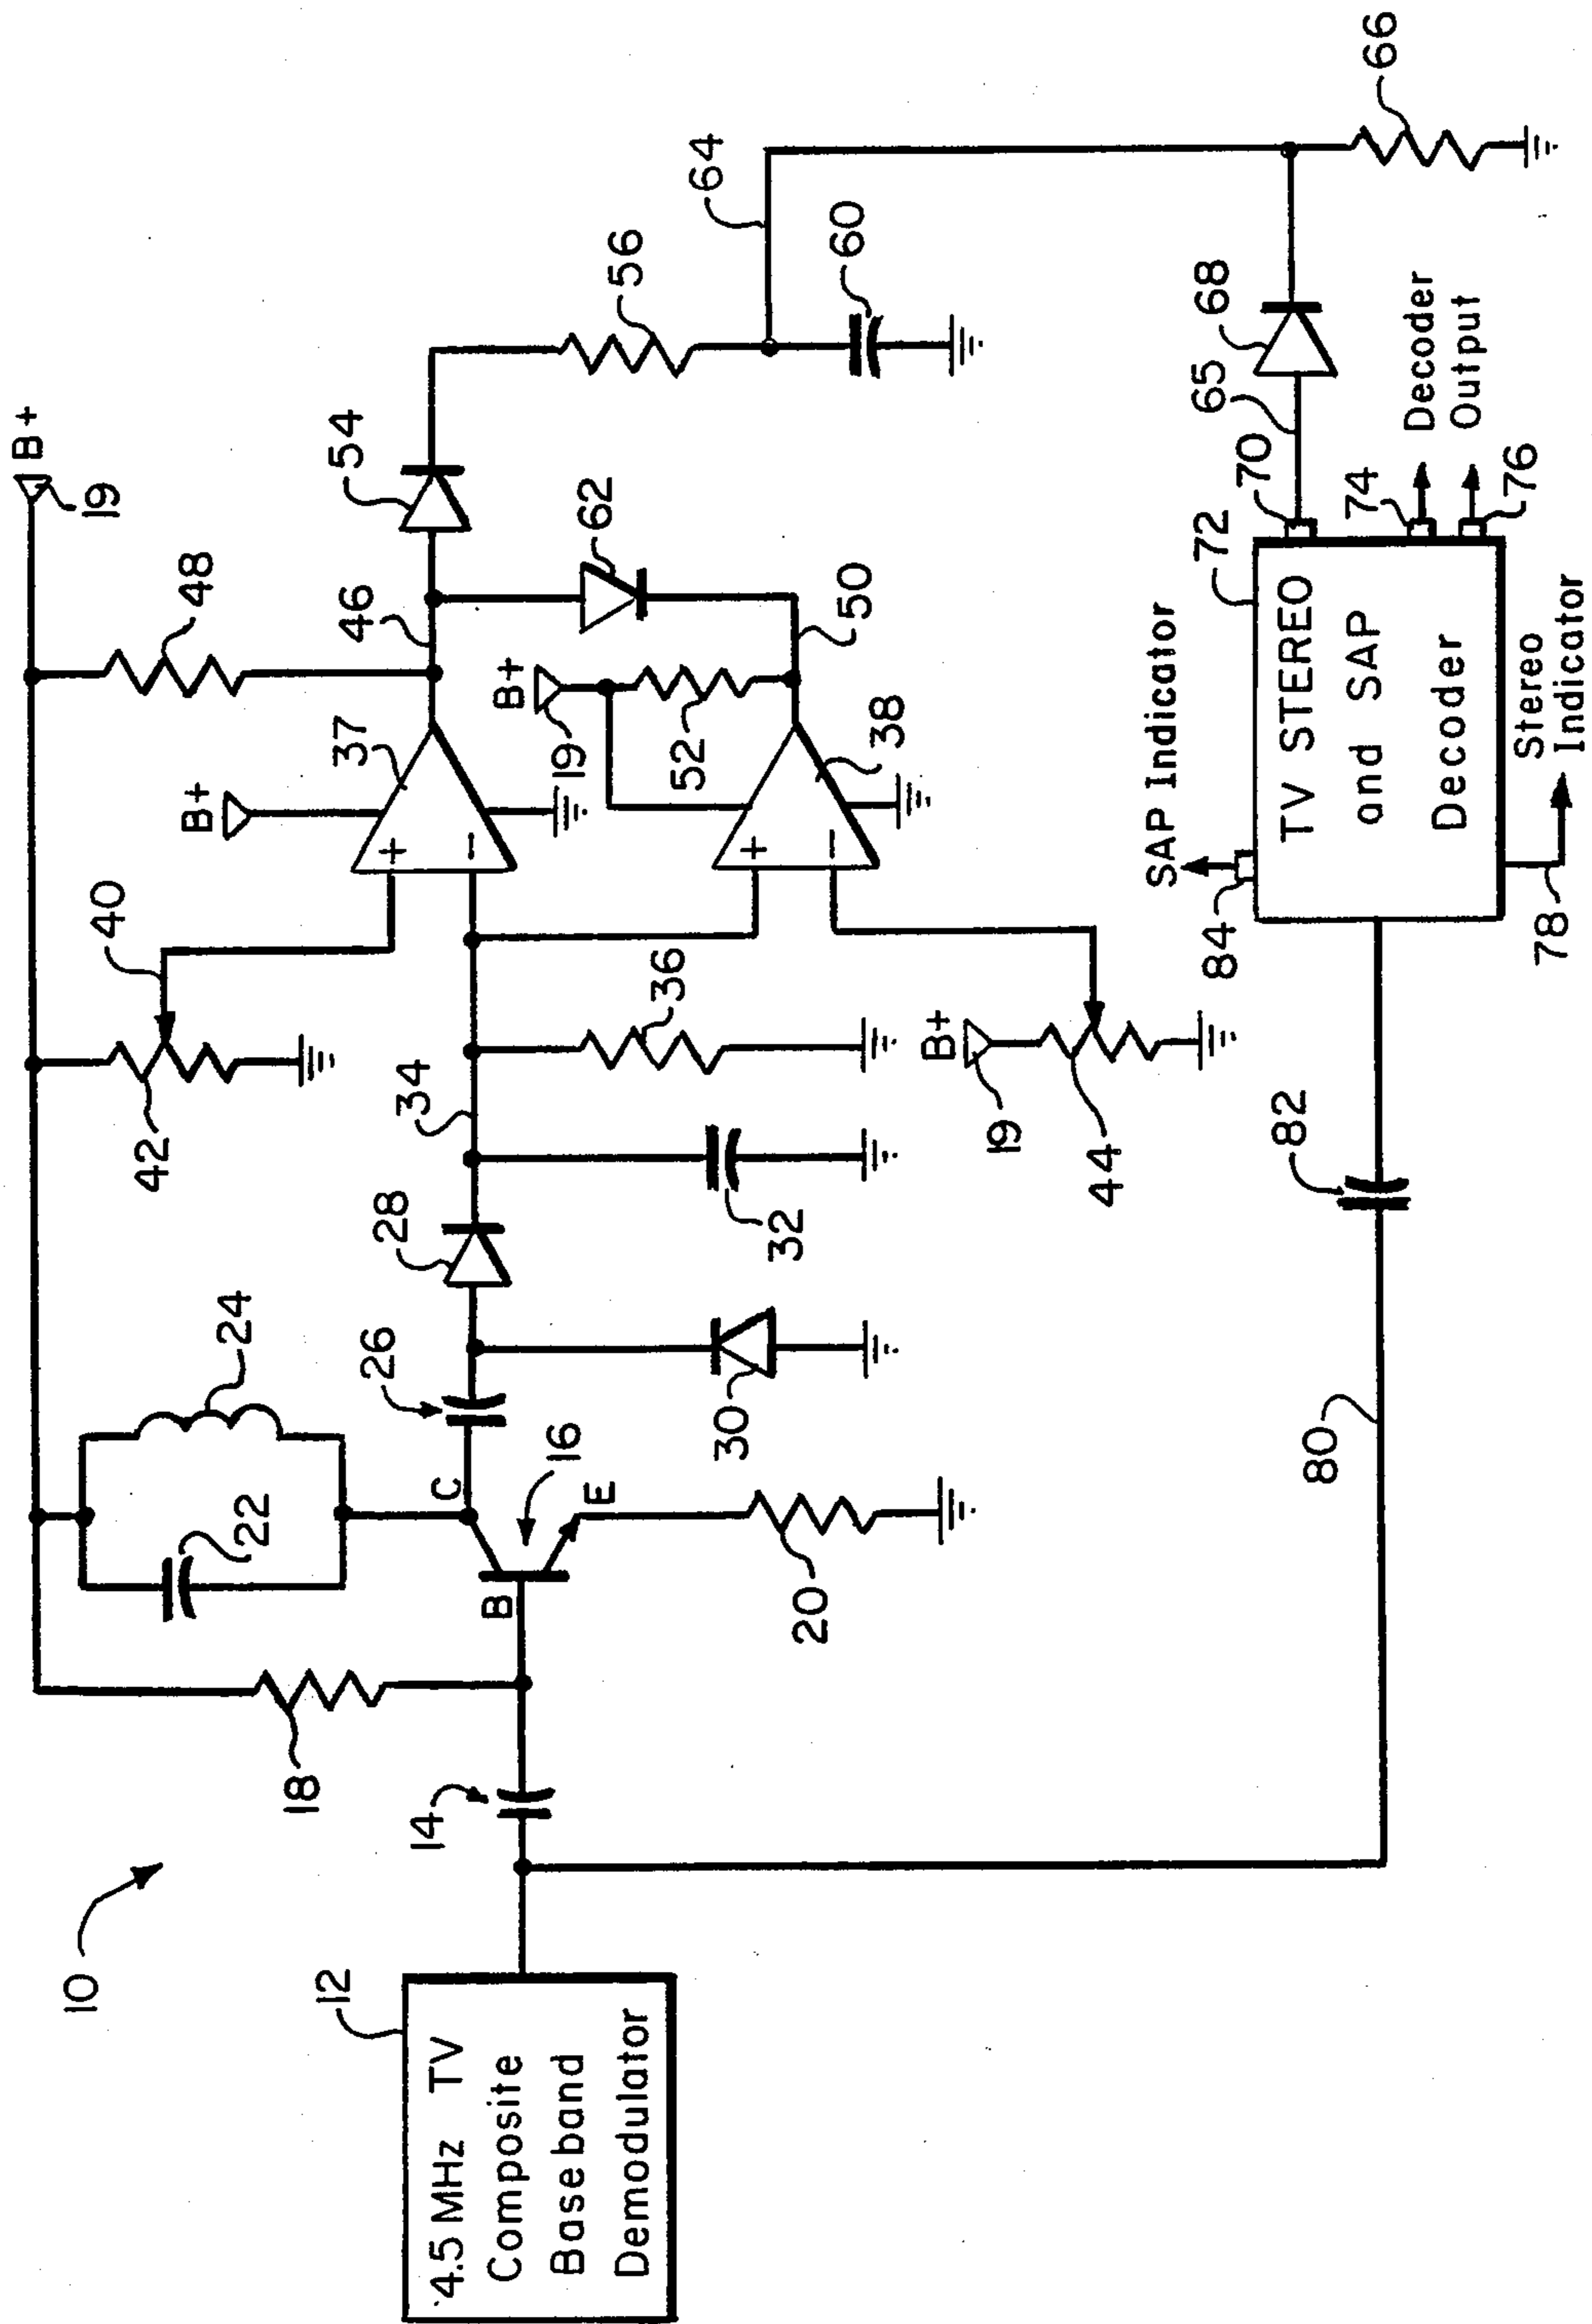 10
12
4.5 MHz TV
Composite
Baseband
Demodulator
14
18
B
C
E
16
20
22
24
26
28
30
32
34
36
40
42
B+
19
B+
37
+
−
46
48
54
56
60
62
64
B+
19
52
+
−
38
50
B+
19
44
80
82
84
SAP Indicator
72
TV STEREO
and SAP
Decoder
70
65
68
66
74
76
Decoder
Output
78
Stereo
Indicator